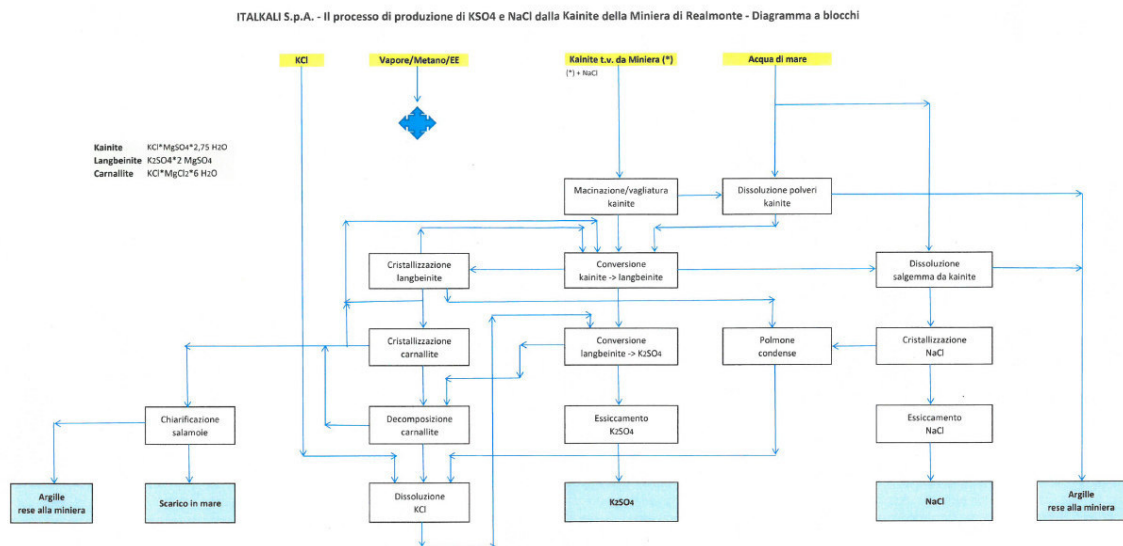 ITALKALI S.p.A. - Il processo di produzione di KSO4 e NaCl dalla Kainite della Miniera di Realmonte - Diagramma a blocchi
KCl
Vapore/Metano/EE
Kainite t.v. da Miniera (*)
Acqua di mare
(*) + NaCl
Kainite KCl*MgSO4*2,75 H2O
Langbeinite K2SO4*2 MgSO4
Carnallite KCl*MgCl2*6 H2O
Macinazione/vagliatura
kainite
Dissoluzione polveri
kainite
Cristallizzazione
langbeinite
Conversione
kainite -> langbeinite
Dissoluzione
salgemma da kainite
Cristallizzazione
carnallite
Conversione
langbeinite -> K2SO4
Polmone
condense
Cristallizzazione
NaCl
Chiarificazione
salamoie
Decomposizione
carnallite
Essiccamento
K2SO4
Essiccamento
NaCl
Argille
rese alla miniera
Scarico in mare
Dissoluzione
KCl
K2SO4
NaCl
Argille
rese alla miniera